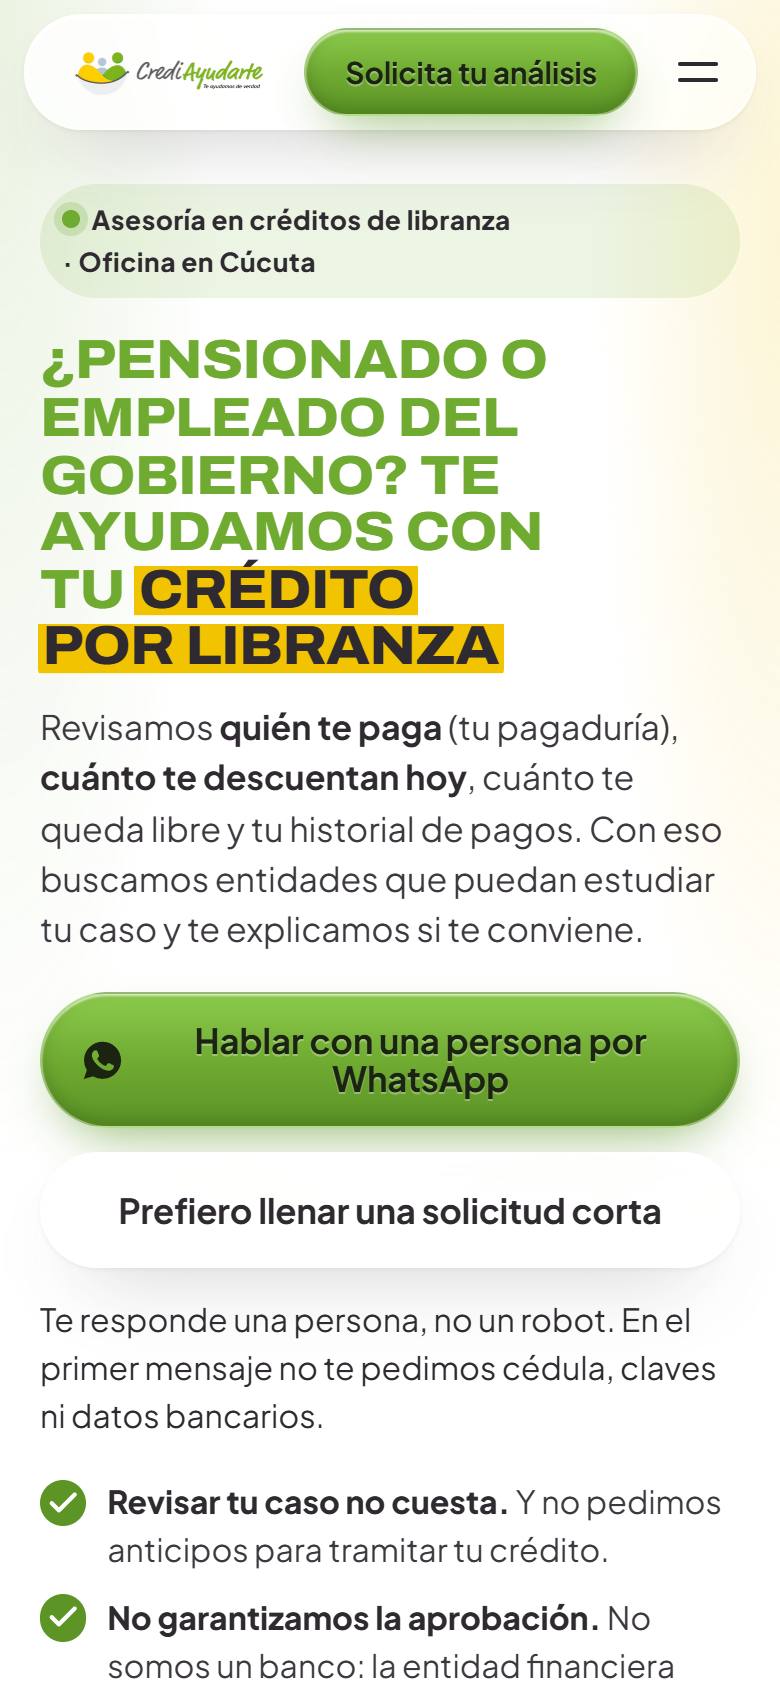 CrediAyudarte
Te ayudamos de verdad
Solicita tu análisis
Asesoría en créditos de libranza
· Oficina en Cúcuta
¿PENSIONADO O
EMPLEADO DEL
GOBIERNO? TE
AYUDAMOS CON
TU CRÉDITO
POR LIBRANZA
Revisamos quién te paga (tu pagaduría),
cuánto te descuentan hoy, cuánto te
queda libre y tu historial de pagos. Con eso
buscamos entidades que puedan estudiar
tu caso y te explicamos si te conviene.
Hablar con una persona por
WhatsApp
Prefiero llenar una solicitud corta
Te responde una persona, no un robot. En el
primer mensaje no te pedimos cédula, claves
ni datos bancarios.
Revisar tu caso no cuesta. Y no pedimos
anticipos para tramitar tu crédito.
No garantizamos la aprobación. No
somos un banco: la entidad financiera